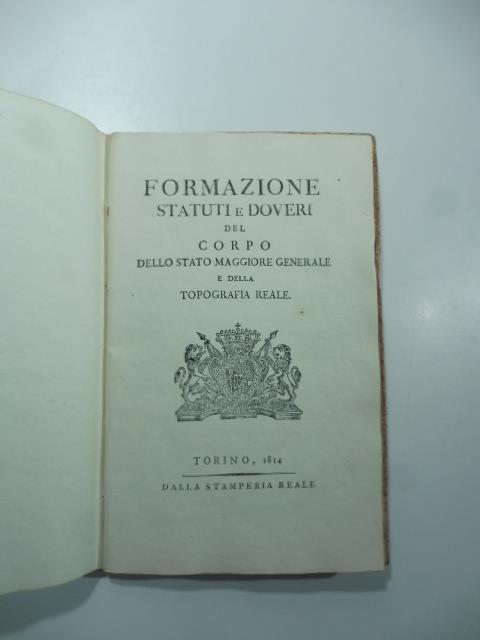 FORMAZIONE
STATUTI E DOVERI
DEL
CORPO
DELLO STATO MAGGIORE GENERALE
E DELLA
TOPOGRAFIA REALE.
TORINO, 1814
DALLA STAMPERIA REALE.